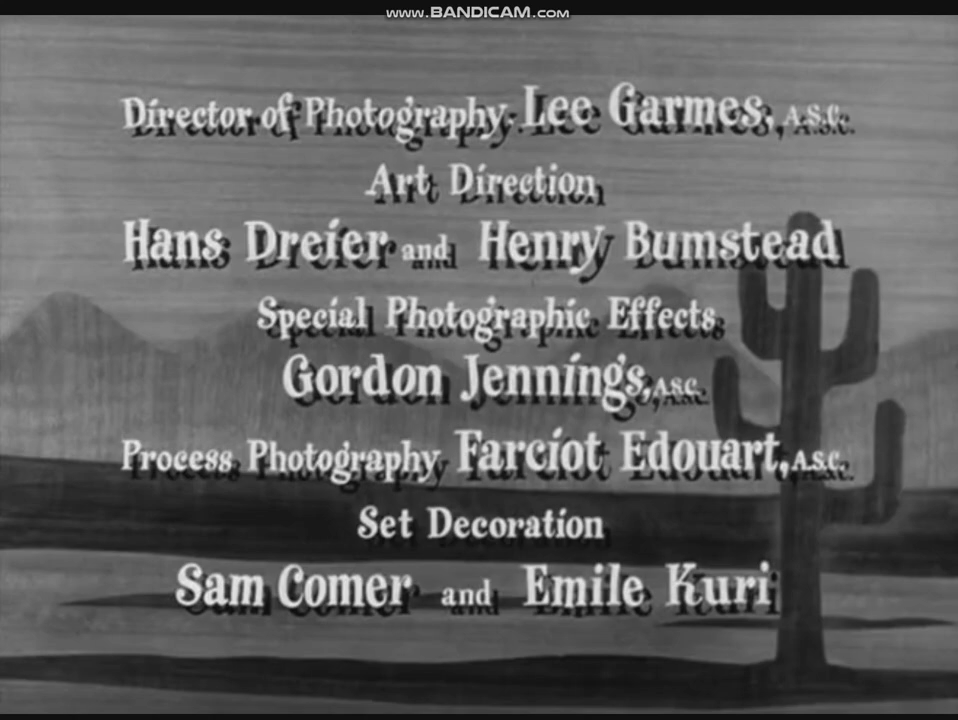 www.BANDICAM.com
Director of Photography. Lee Garmes, A.S.C.
Art Direction
Hans Dreier and Henry Bumstead
Special Photographic Effects
Gordon Jennings, A.S.C.
Process Photography Farciot Edouart, A.S.C.
Set Decoration
Sam Comer and Emile Kuri